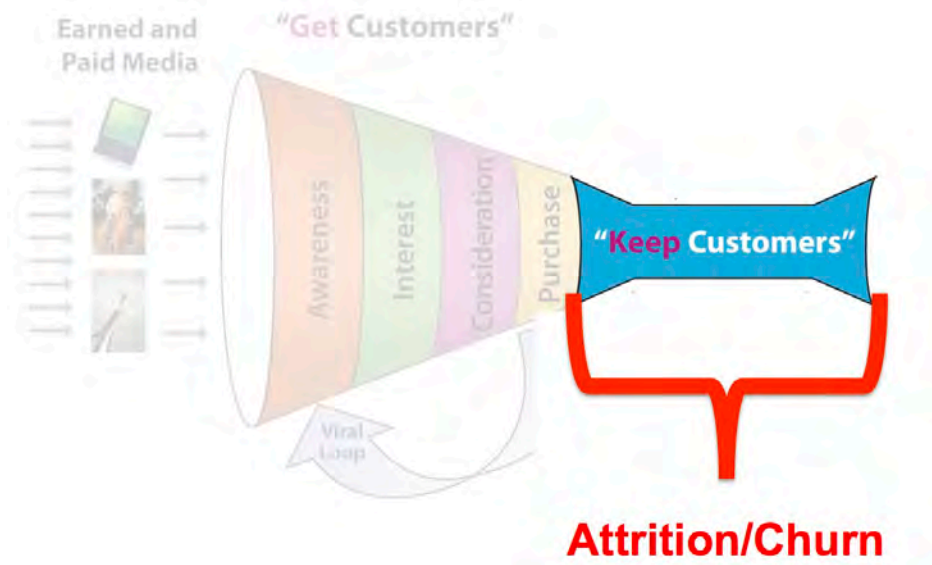 Earned and
Paid Media
"Get Customers"
Awareness
Interest
Consideration
Purchase
"Keep Customers"
Viral
Loop
Attrition/Churn